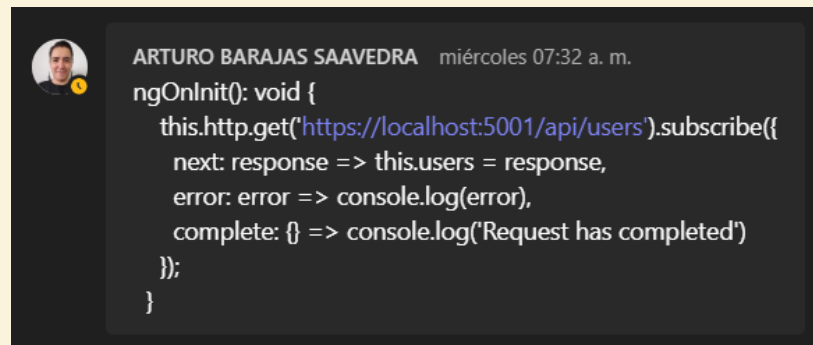 ARTURO BARAJAS SAAVEDRA miércoles 07:32 a. m.
ngOnInit(): void {
this.http.get('https://localhost:5001/api/users').subscribe({
next: response => this.users = response,
error: error => console.log(error),
complete: {} => console.log('Request has completed')
});
}